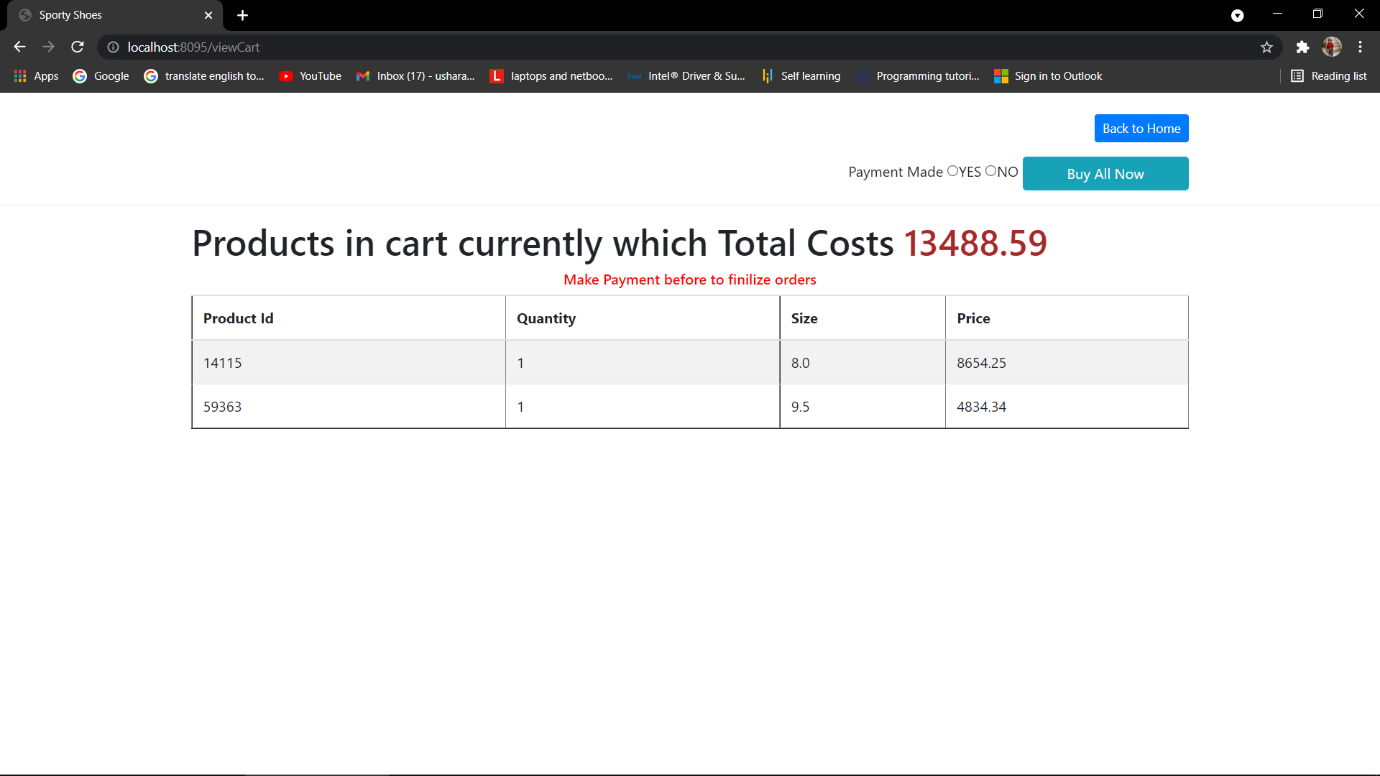 Sporty Shoes
localhost:8095/viewCart
Apps Google translate english to... YouTube Inbox (17) - ushara... L laptops and netboo... intel Intel® Driver & Su... Self learning Programming tutori... Sign in to Outlook Reading list
Back to Home
Payment Made YES NO Buy All Now
Products in cart currently which Total Costs 13488.59
Make Payment before to finilize orders
Product Id Quantity Size Price
14115 1 8.0 8654.25
59363 1 9.5 4834.34